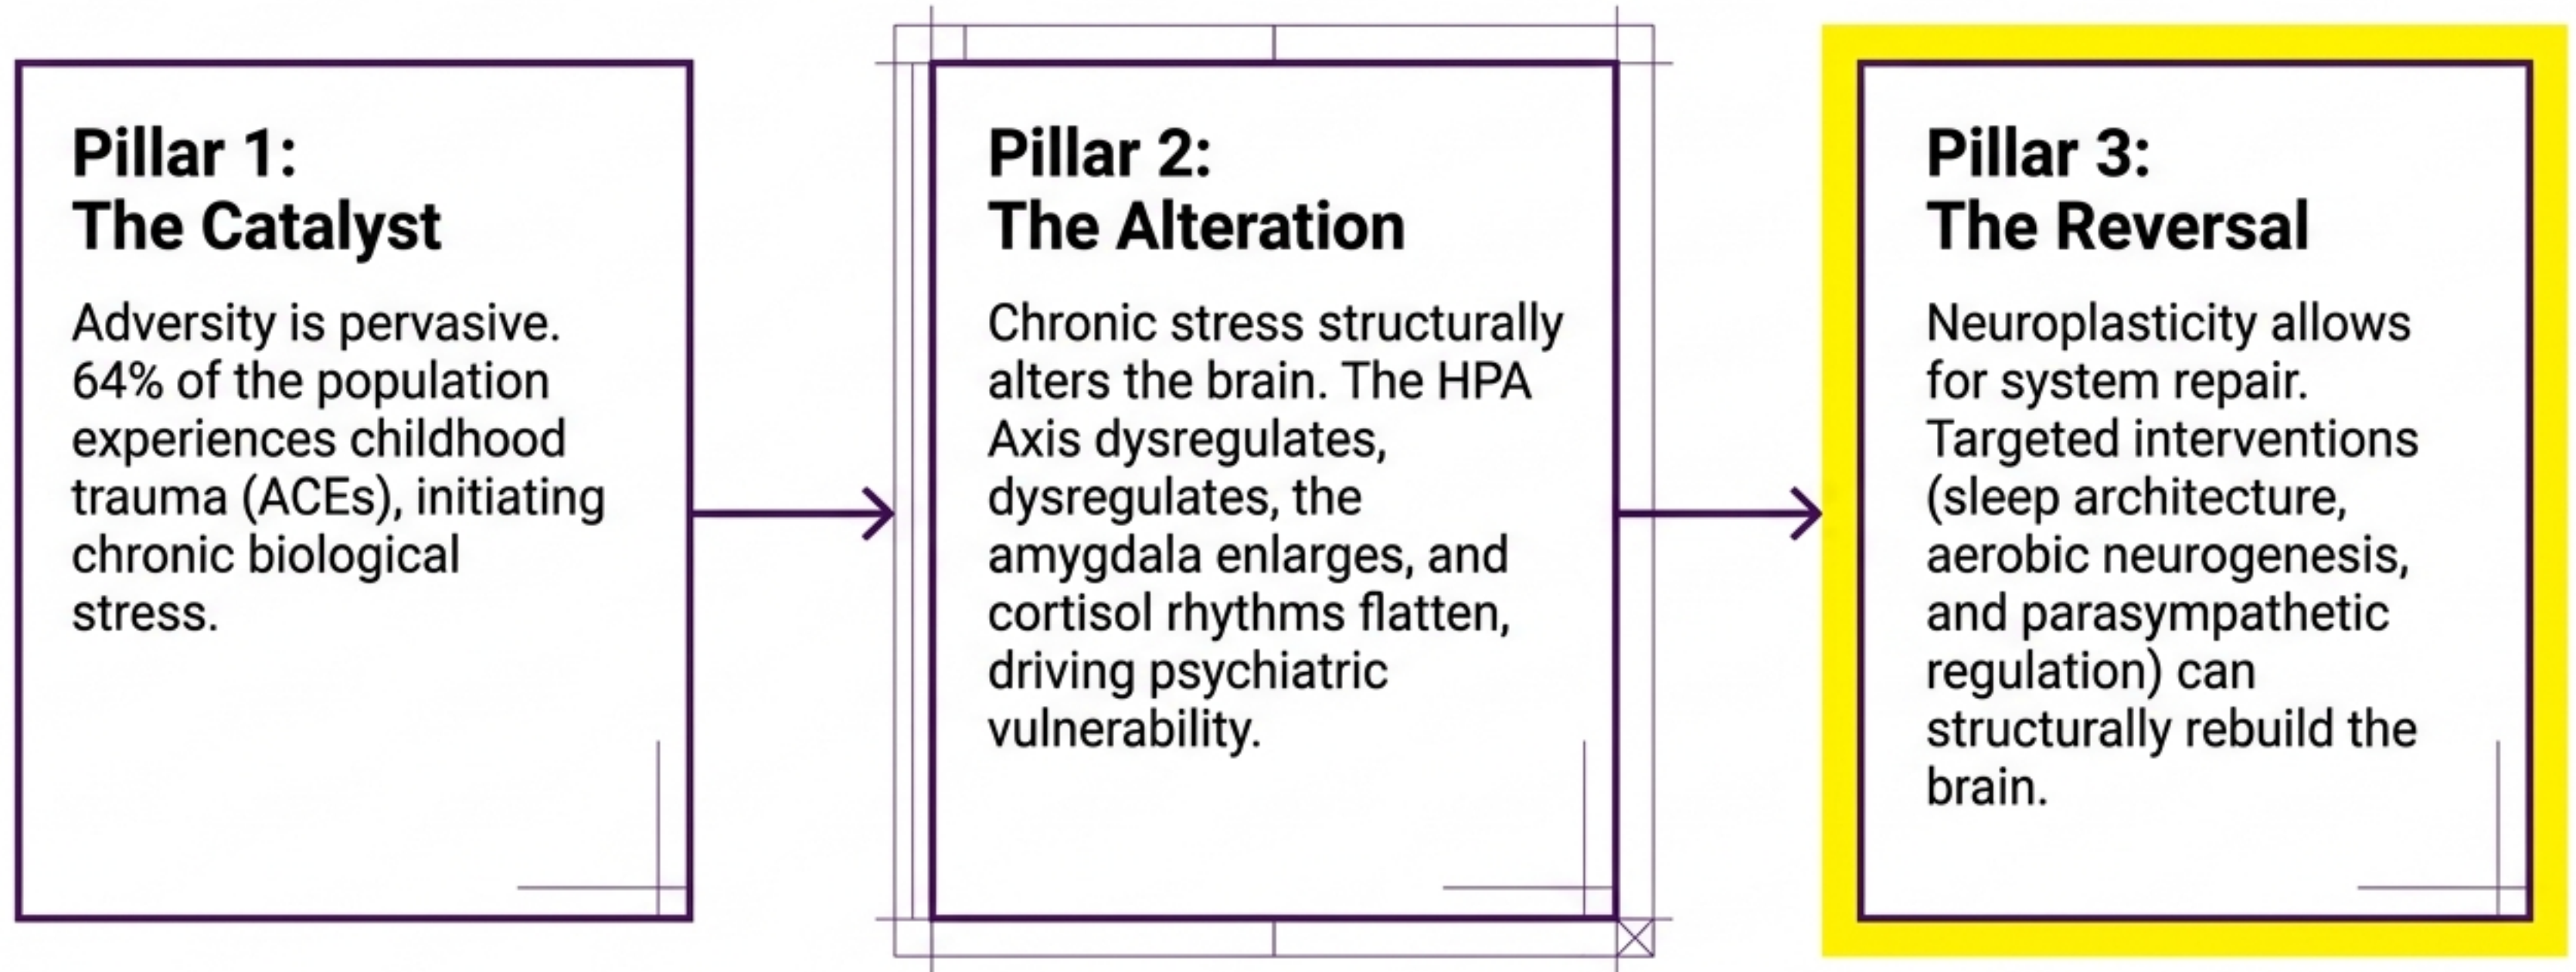 Pillar 1:
The Catalyst
Adversity is pervasive.
64% of the population
experiences childhood
trauma (ACEs), initiating
chronic biological
stress.
Pillar 2:
The Alteration
Chronic stress structurally
alters the brain. The HPA
Axis dysregulates,
dysregulates, the
amygdala enlarges, and
cortisol rhythms flatten,
driving psychiatric
vulnerability.
Pillar 3:
The Reversal
Neuroplasticity allows
for system repair.
Targeted interventions
(sleep architecture,
aerobic neurogenesis,
and parasympathetic
regulation) can
structurally rebuild the
brain.